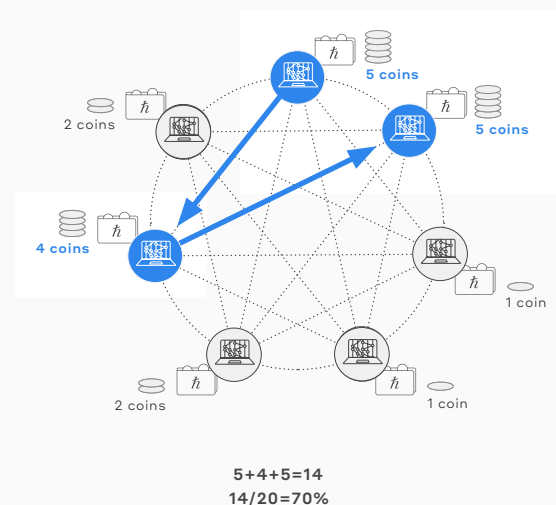 ℏ
5 coins
ℏ
5 coins
2 coins
ℏ
4 coins
ℏ
ℏ
1 coin
ℏ
2 coins
ℏ
1 coin
5+4+5=14
14/20=70%